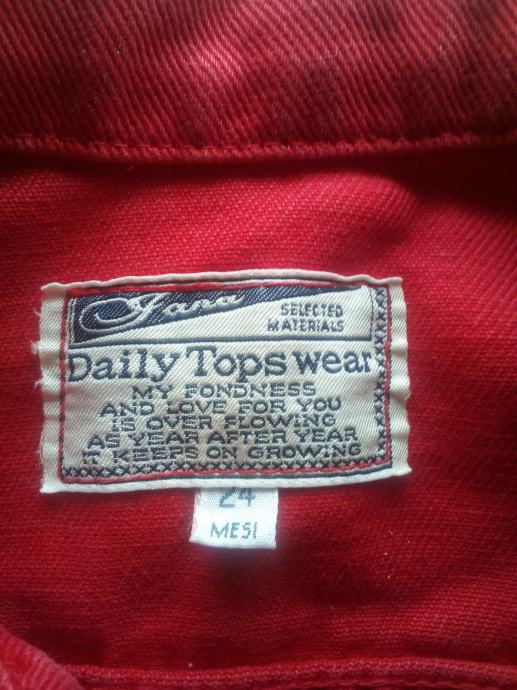 Fara
SELECTED
MATERIALS
Daily Tops wear
MY FONDNESS
AND LOVE FOR YOU
IS OVER FLOWING
AS YEAR AFTER YEAR
IT KEEPS ON GROWING
24
MESI